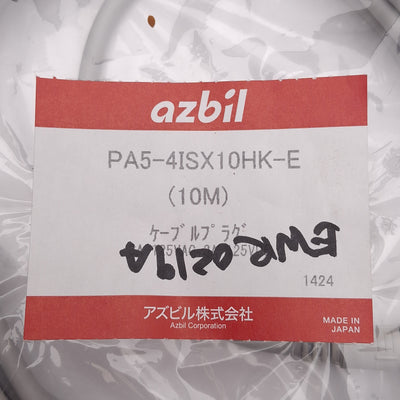 azbil
PA5-4ISX10HK-E
(10M)
ケーブルプラグ
EWR0219A
1424
アズビル株式会社
Azbil Corporation
MADE IN
JAPAN